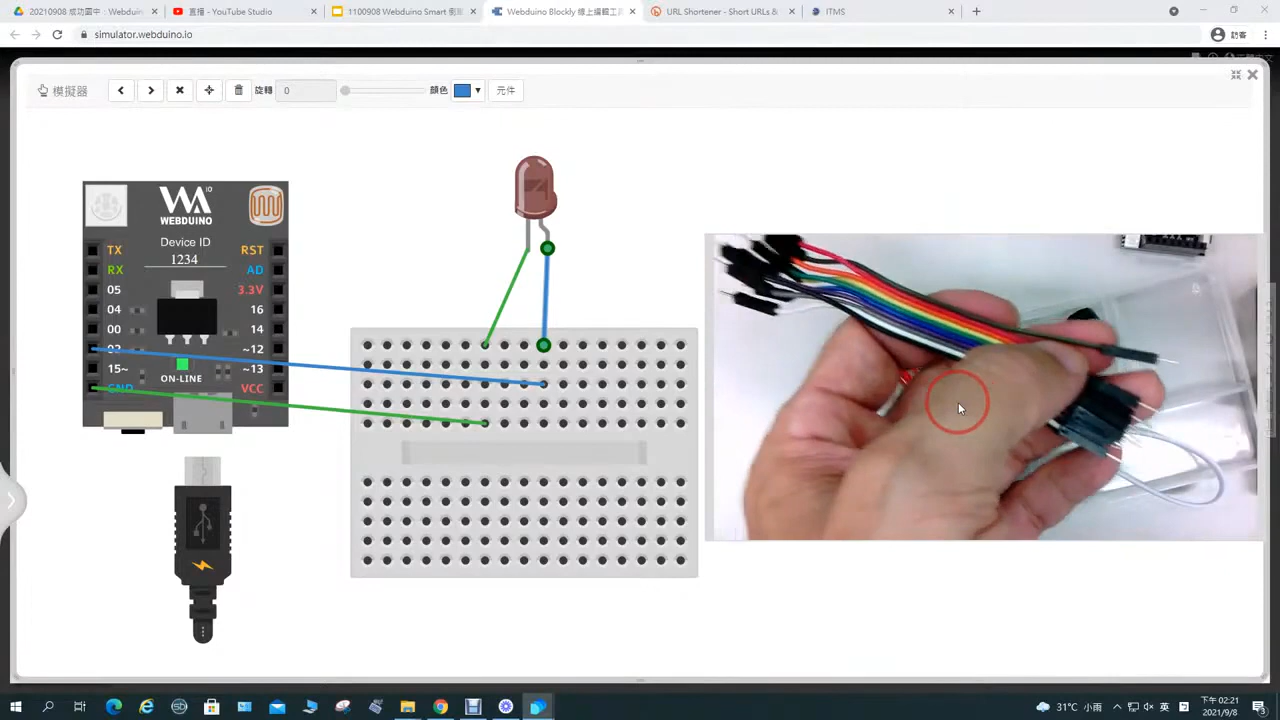 20210908 成功國中：Webduin
直播 - YouTube Studio
1100908 Webduino Smart 街
Webduino Blockly 線上編輯工具
URL Shortener - Short URLs &
ITMS
simulator.webduino.io
訪客
模擬器
旋轉
0
顏色
元件
WEBDUINO
IO
Device ID
1234
TX
RX
05
04
00
02
15~
GND
RST
AD
3.3V
16
14
~12
~13
VCC
ON-LINE
31°C 小雨
英
下午 02:21
2021/9/8
3